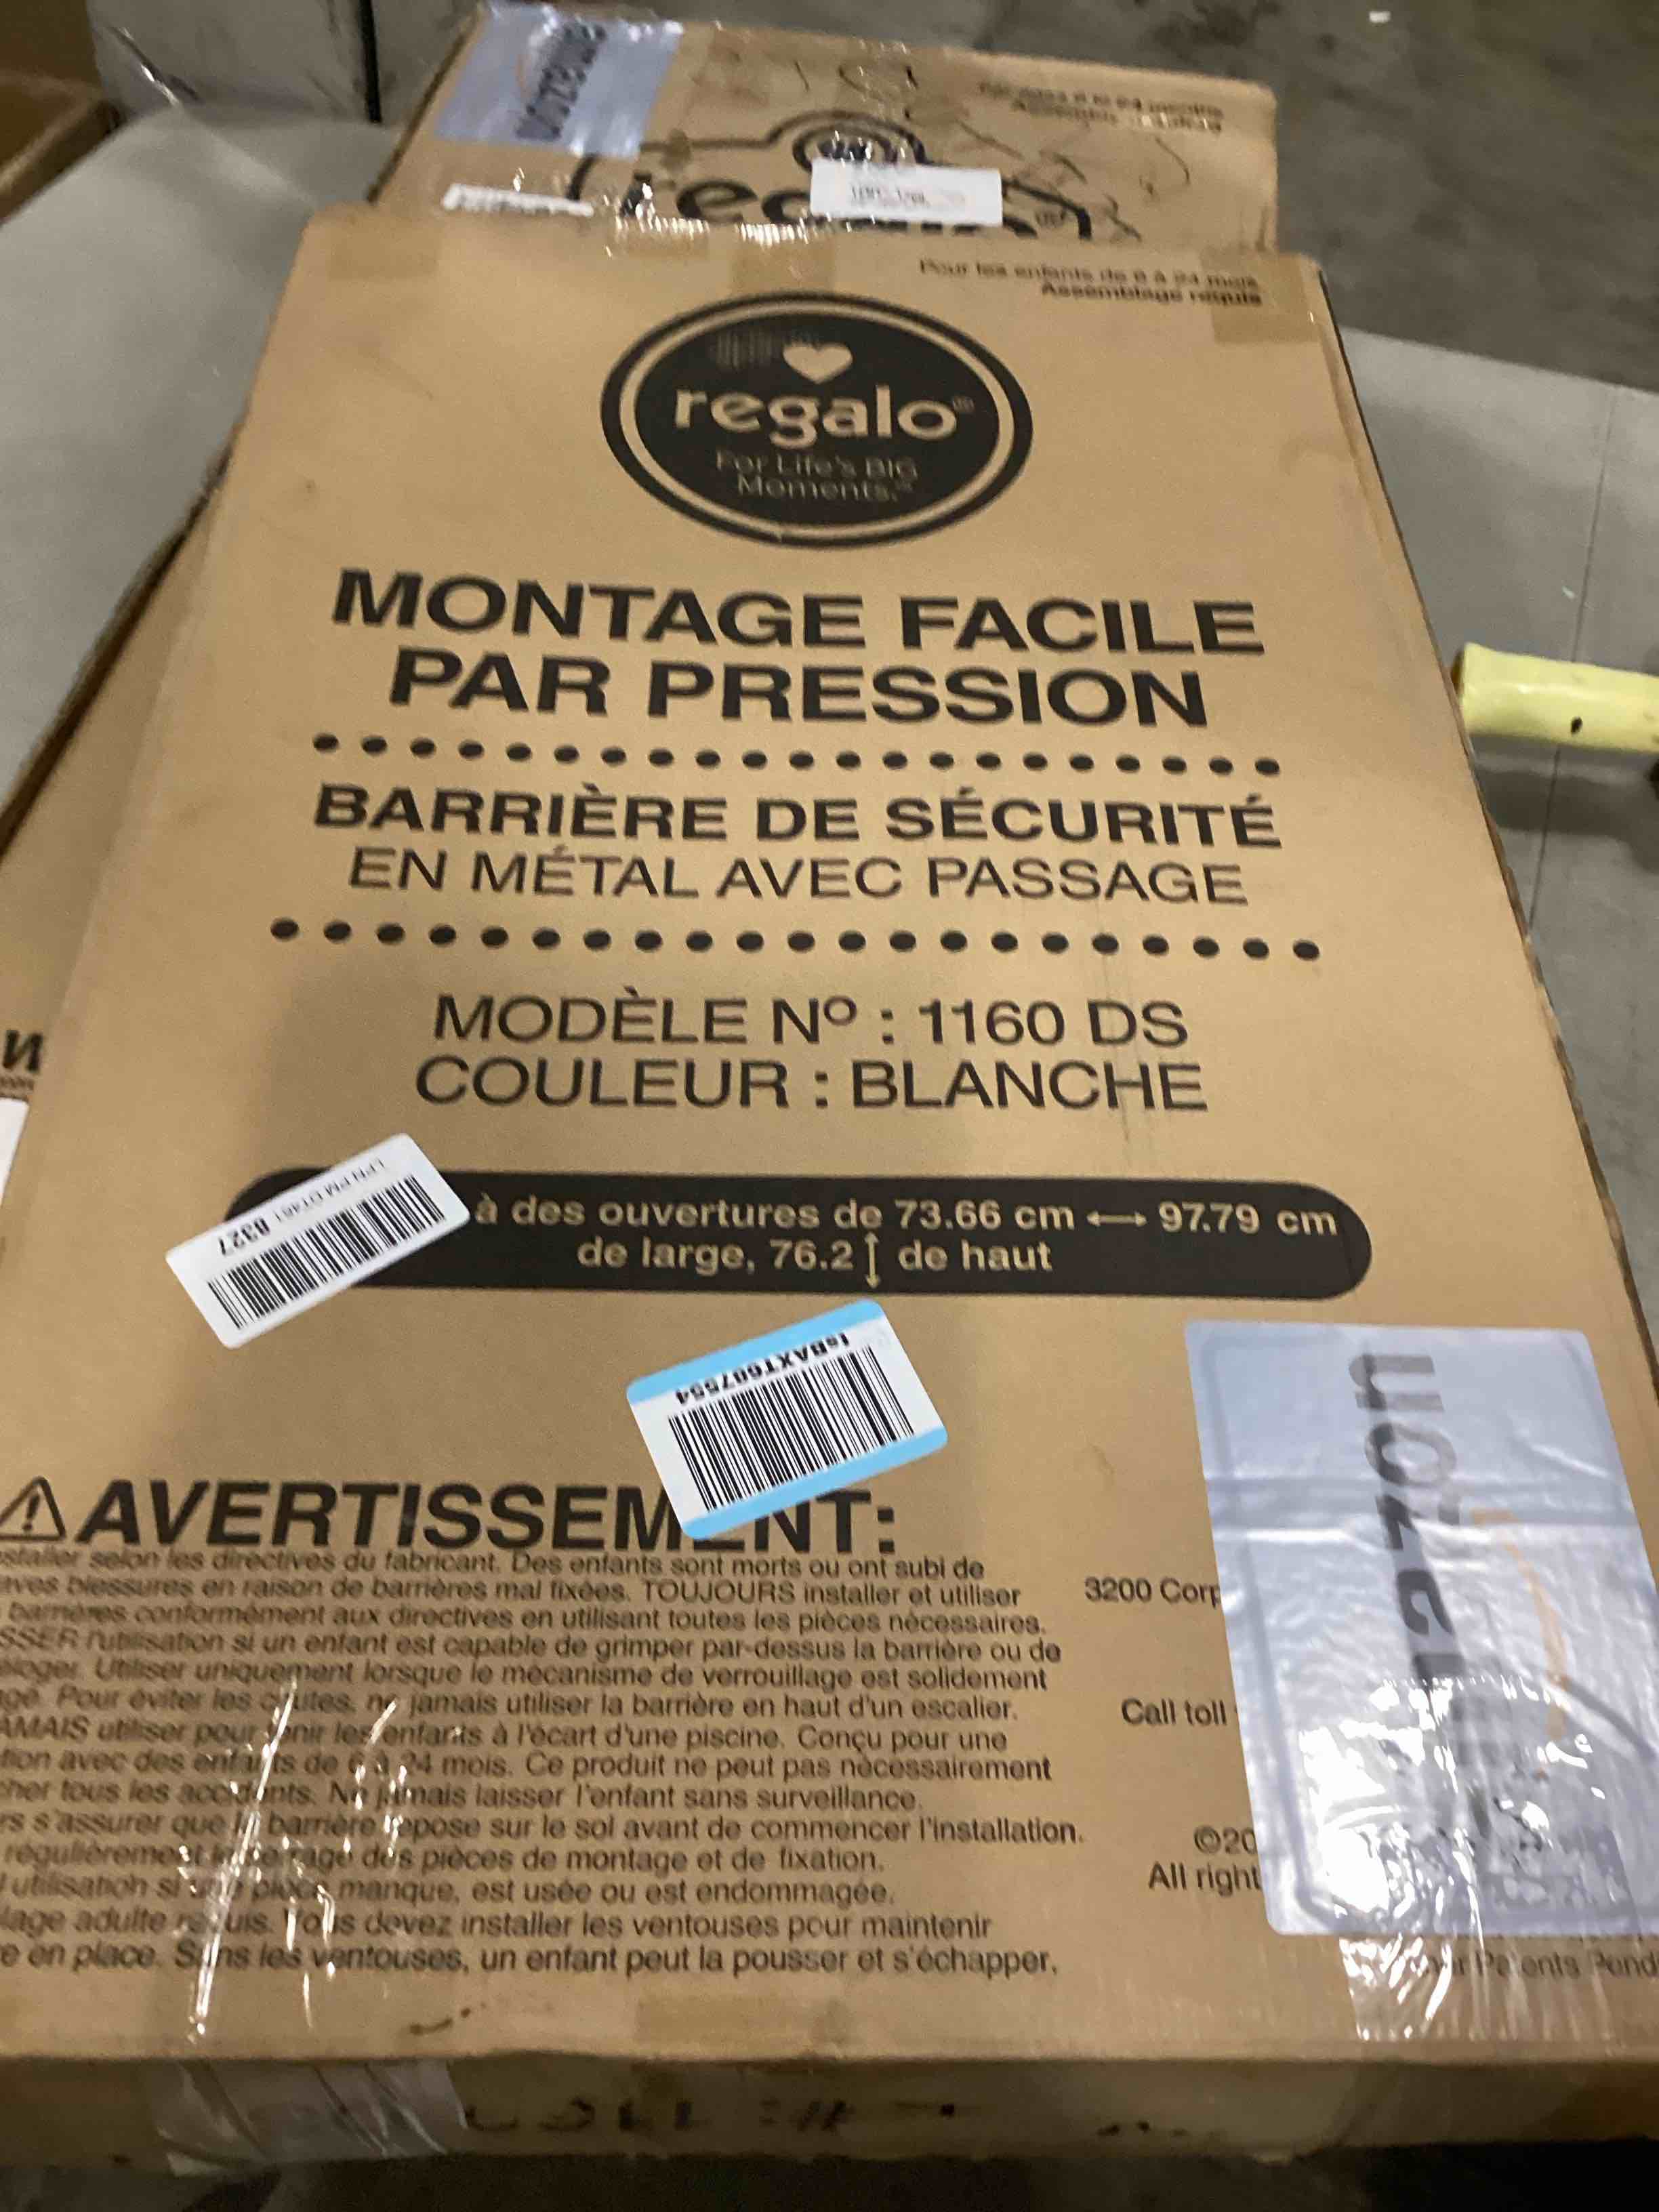 Pour les enfants de 6 à 24 mois
Assemblage requis
regalo®
For Life's BIG
Moments.™
MONTAGE FACILE
PAR PRESSION
BARRIÈRE DE SÉCURITÉ
EN MÉTAL AVEC PASSAGE
MODÈLE Nº : 1160 DS
COULEUR : BLANCHE
8327
à des ouvertures de 73.66 cm ⟷ 97.79 cm
de large, 76.2 ↕ de haut
IsBAXT687554
⚠ AVERTISSEM NT:
selon les directives du fabricant. Des enfants sont morts ou ont subi de
blessures en raison de barrières mal fixées. TOUJOURS installer et utiliser
barrières conformément aux directives en utilisant toutes les pièces nécessaires.
l'utilisation si un enfant est capable de grimper par-dessus la barrière ou de
Utiliser uniquement lorsque le mécanisme de verrouillage est solidement
Pour éviter les chutes, ne jamais utiliser la barrière en haut d'un escalier.
utiliser pour tenir les enfants à l'écart d'une piscine. Conçu pour une
avec des enfants de 6 à 24 mois. Ce produit ne peut pas nécessairement
tous les accidents. Ne jamais laisser l'enfant sans surveillance.
s'assurer que la barrière repose sur le sol avant de commencer l'installation.
régulièrement le serrage des pièces de montage et de fixation.
utilisation si une pièce manque, est usée ou est endommagée.
adulte requis. Vous devez installer les ventouses pour maintenir
en place. Sans les ventouses, un enfant peut la pousser et s'échapper.
3200 Corp
Call toll
©20
All right
Patents Pend